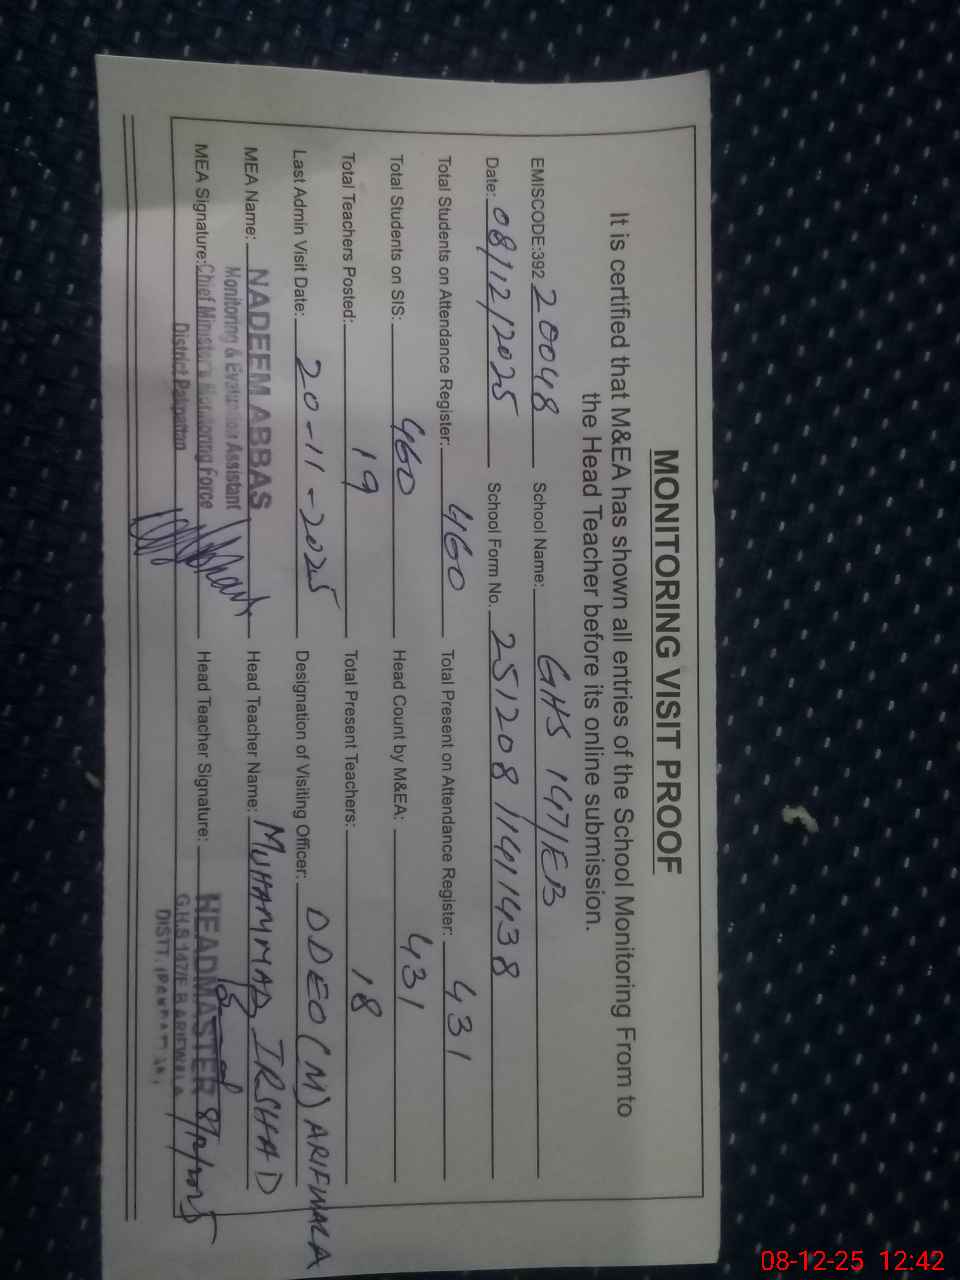 MONITORING VISIT PROOF
It is certified that M&EA has shown all entries of the School Monitoring From to
the Head Teacher before its online submission.
EMISCODE:392 20048 School Name: GHS 147/EB
Date: 08/12/2025 School Form No. 251208 1141438
Total Students on Attendance Register: 460 Total Present on Attendance Register: 431
Total Students on SIS: 460 Head Count by M&EA: 431
Total Teachers Posted: 19 Total Present Teachers: 18
Last Admin Visit Date: 20-11-2025 Designation of Visiting Officer: DDEO (M) ARIFWALA
MEA Name: NADEEM ABBAS Head Teacher Name: MUHAMMAD IRSHAD
Monitoring & Evaluation Assistant
MEA Signature: Chief Minister's Monitoring Force Head Teacher Signature: HEADMASTER
District Pakpattan G.H.S 147/E.B ARIFWALA
DISTT. (PAKPATTAN)
08-12-25 12:42